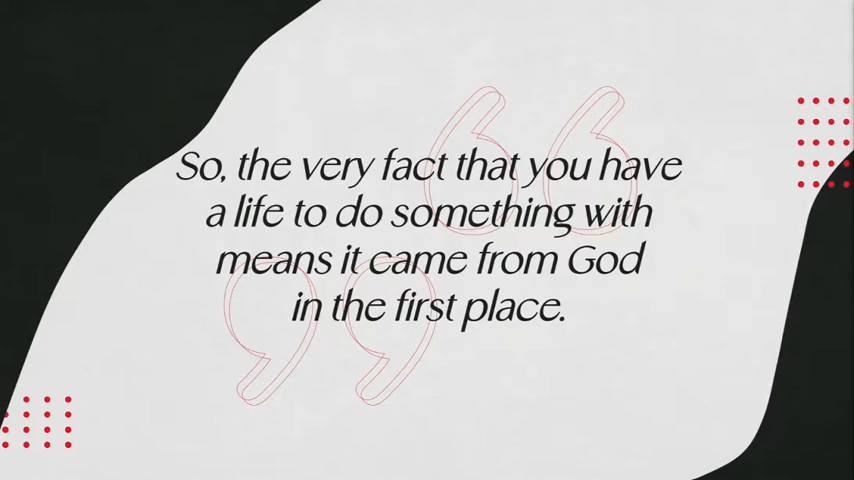 So, the very fact that you have
a life to do something with
means it came from God
in the first place.